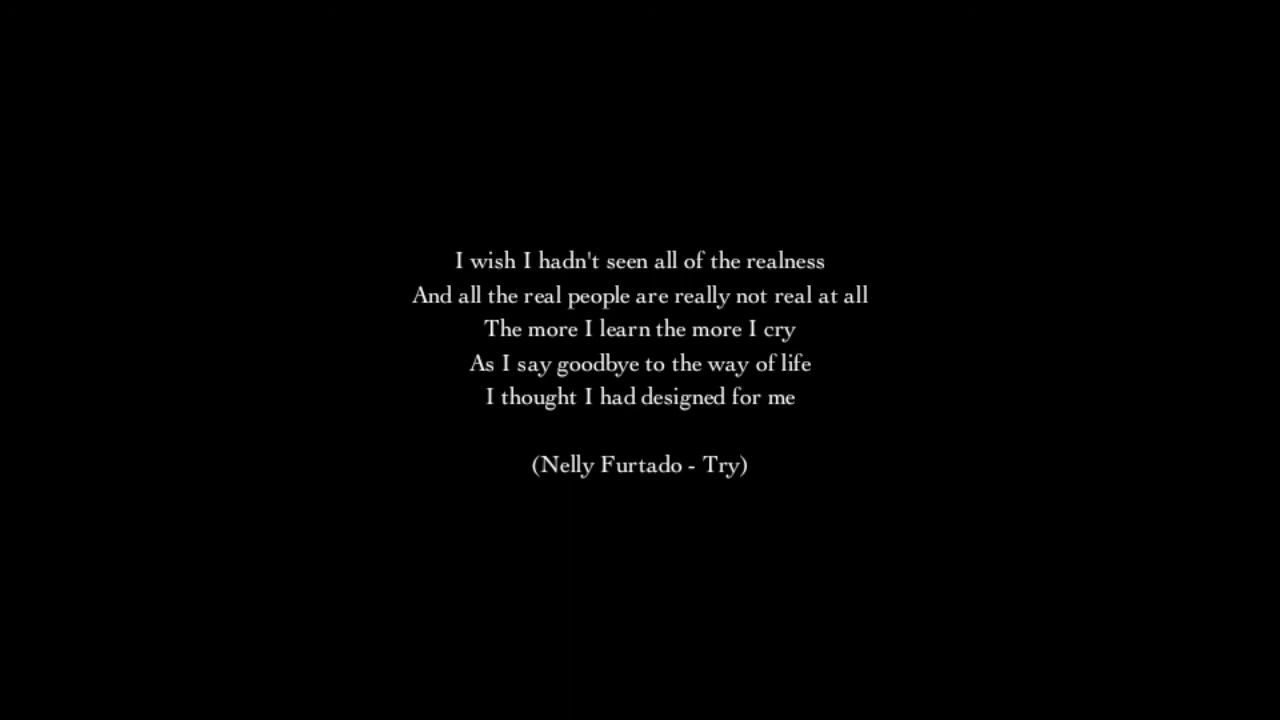 I wish I hadn't seen all of the realness
And all the real people are really not real at all
The more I learn the more I cry
As I say goodbye to the way of life
I thought I had designed for me
(Nelly Furtado - Try)